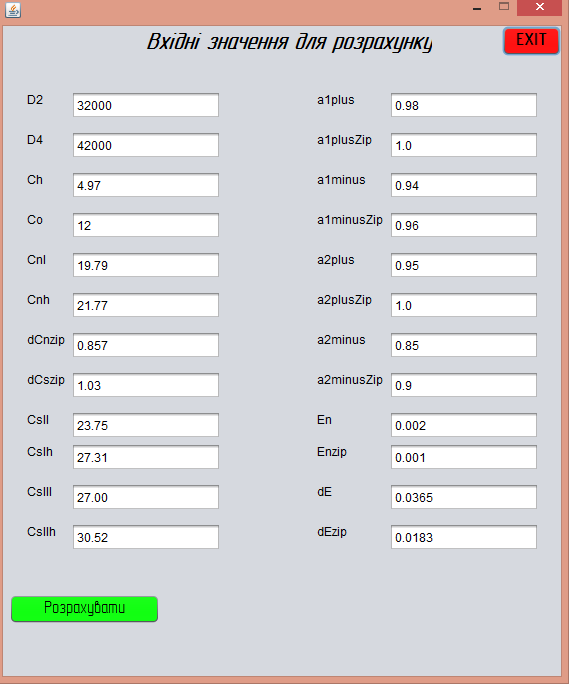 Вхідні значення для розрахунку
EXIT
D2 32000
a1plus 0.98
D4 42000
a1plusZip 1.0
Ch 4.97
a1minus 0.94
Co 12
a1minusZip 0.96
Cnl 19.79
a2plus 0.95
Cnh 21.77
a2plusZip 1.0
dCnzip 0.857
a2minus 0.85
dCszip 1.03
a2minusZip 0.9
CsIl 23.75
En 0.002
CsIh 27.31
Enzip 0.001
CsIIl 27.00
dE 0.0365
CsIIh 30.52
dEzip 0.0183
Розрахувати